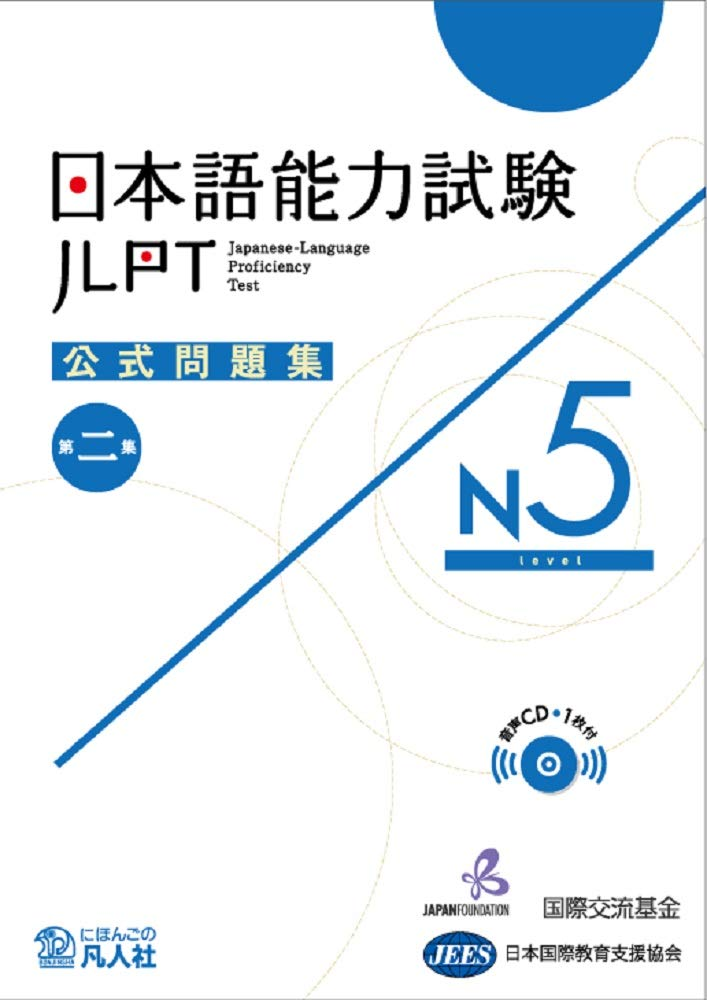 日本語能力試験
JLPT
Japanese-Language
Proficiency
Test
公式問題集
第二集
N5
level
音声CD・1枚付
JAPANFOUNDATION
国際交流基金
JEES
日本国際教育支援協会
にほんごの
凡人社